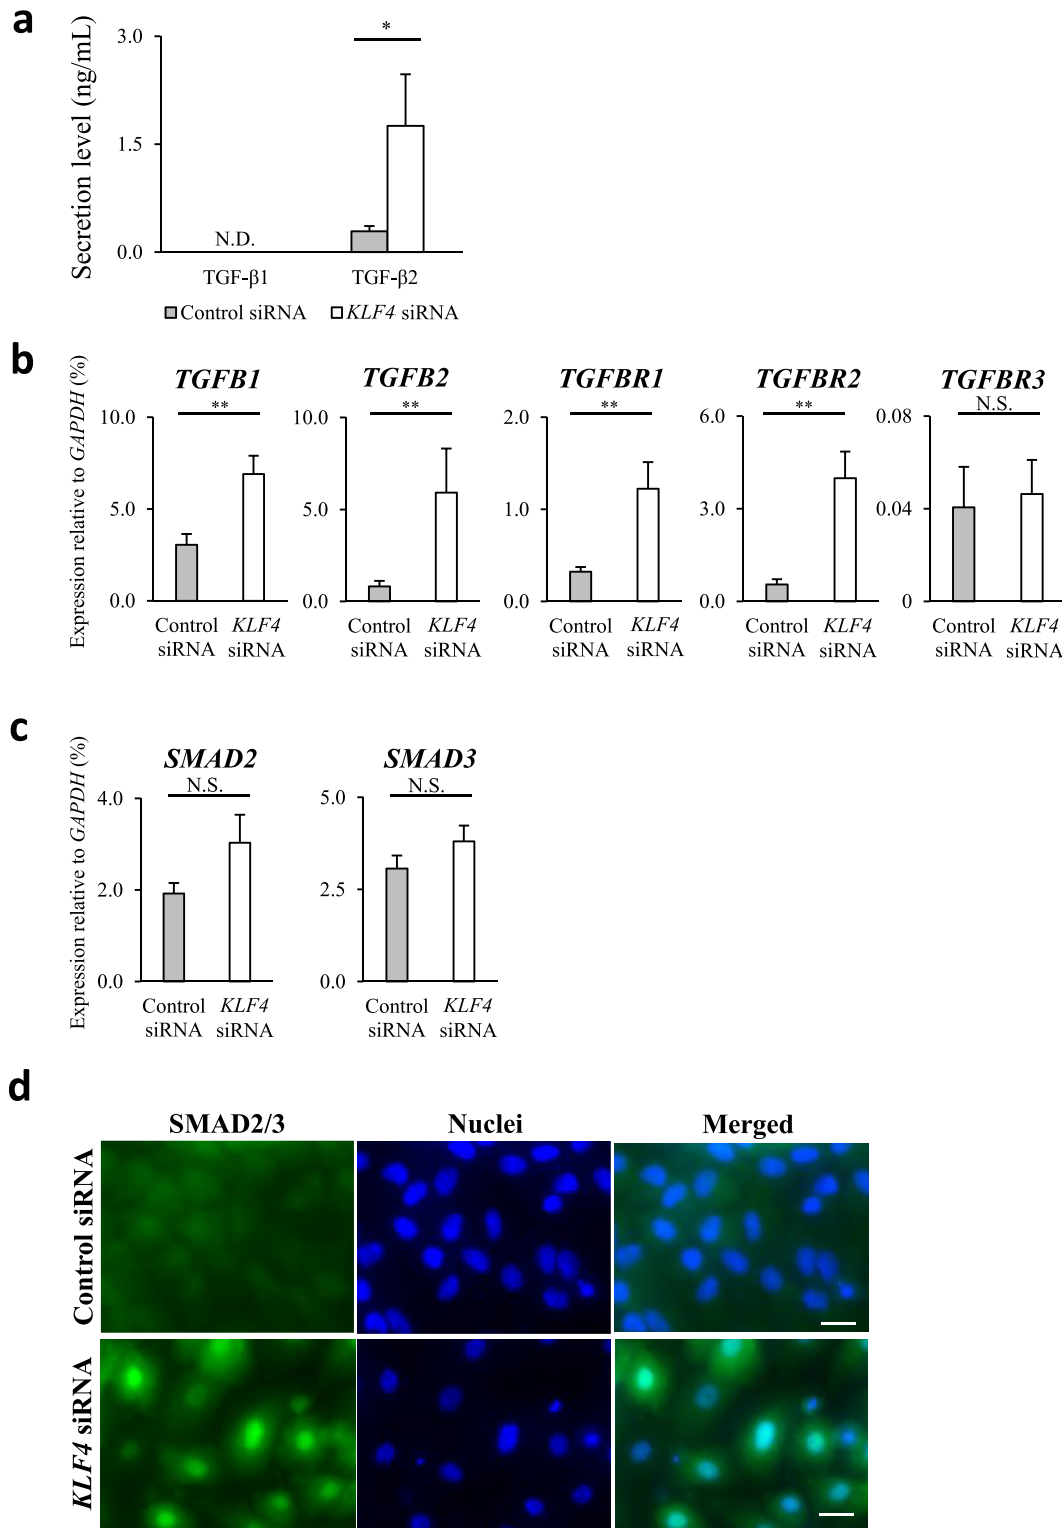 a
Secretion level (ng/mL)
3.0
1.5
0.0
*
N.D.
TGF-β1
TGF-β2
Control siRNA
KLF4 siRNA
b
Expression relative to GAPDH (%)
TGFB1
**
10.0
5.0
0.0
Control
siRNA
KLF4
siRNA
TGFB2
**
10.0
5.0
0.0
Control
siRNA
KLF4
siRNA
TGFBR1
**
2.0
1.0
0.0
Control
siRNA
KLF4
siRNA
TGFBR2
**
6.0
3.0
0.0
Control
siRNA
KLF4
siRNA
TGFBR3
N.S.
0.08
0.04
0
Control
siRNA
KLF4
siRNA
c
Expression relative to GAPDH (%)
SMAD2
N.S.
4.0
2.0
0.0
Control
siRNA
KLF4
siRNA
SMAD3
N.S.
5.0
2.5
0.0
Control
siRNA
KLF4
siRNA
d
SMAD2/3
Nuclei
Merged
Control siRNA
KLF4 siRNA